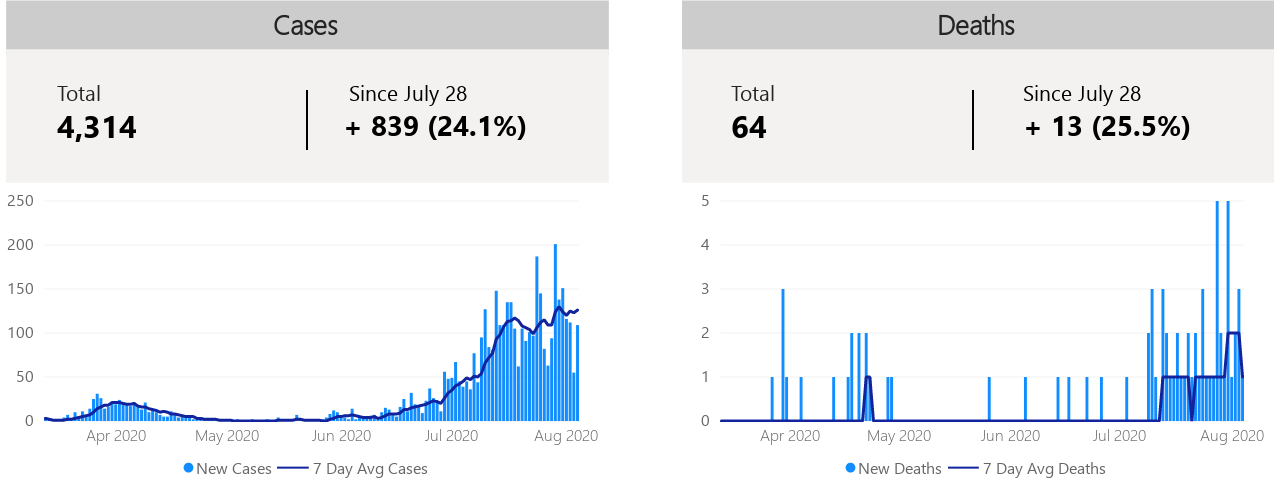 Cases
Total
4,314
Since July 28
+ 839 (24.1%)
250
200
150
100
50
0
Apr 2020 May 2020 Jun 2020 Jul 2020 Aug 2020
New Cases 7 Day Avg Cases
Deaths
Total
64
Since July 28
+ 13 (25.5%)
5
4
3
2
1
0
Apr 2020 May 2020 Jun 2020 Jul 2020 Aug 2020
New Deaths 7 Day Avg Deaths